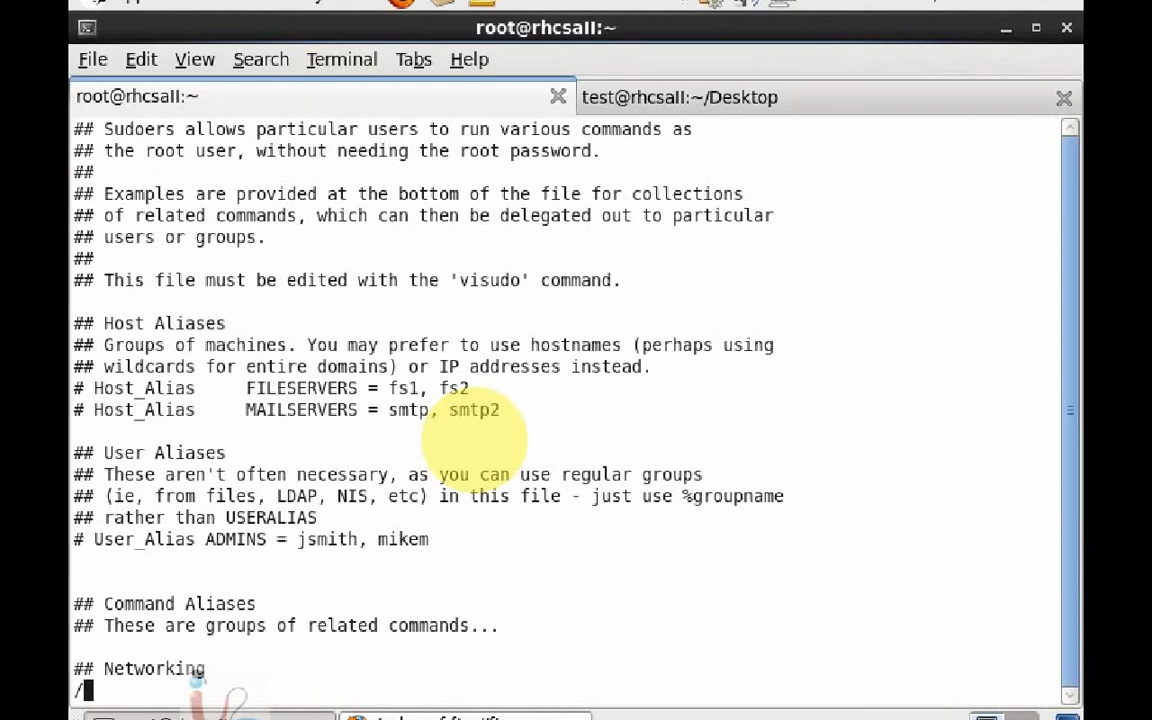 root@rhcsall:~
File Edit View Search Terminal Tabs Help
root@rhcsall:~
test@rhcsall:~/Desktop
## Sudoers allows particular users to run various commands as
## the root user, without needing the root password.
##
## Examples are provided at the bottom of the file for collections
## of related commands, which can then be delegated out to particular
## users or groups.
##
## This file must be edited with the 'visudo' command.
## Host Aliases
## Groups of machines. You may prefer to use hostnames (perhaps using
## wildcards for entire domains) or IP addresses instead.
# Host_Alias     FILESERVERS = fs1, fs2
# Host_Alias     MAILSERVERS = smtp, smtp2
## User Aliases
## These aren't often necessary, as you can use regular groups
## (ie, from files, LDAP, NIS, etc) in this file - just use %groupname
## rather than USERALIAS
# User_Alias ADMINS = jsmith, mikem
## Command Aliases
## These are groups of related commands...
## Networking
/